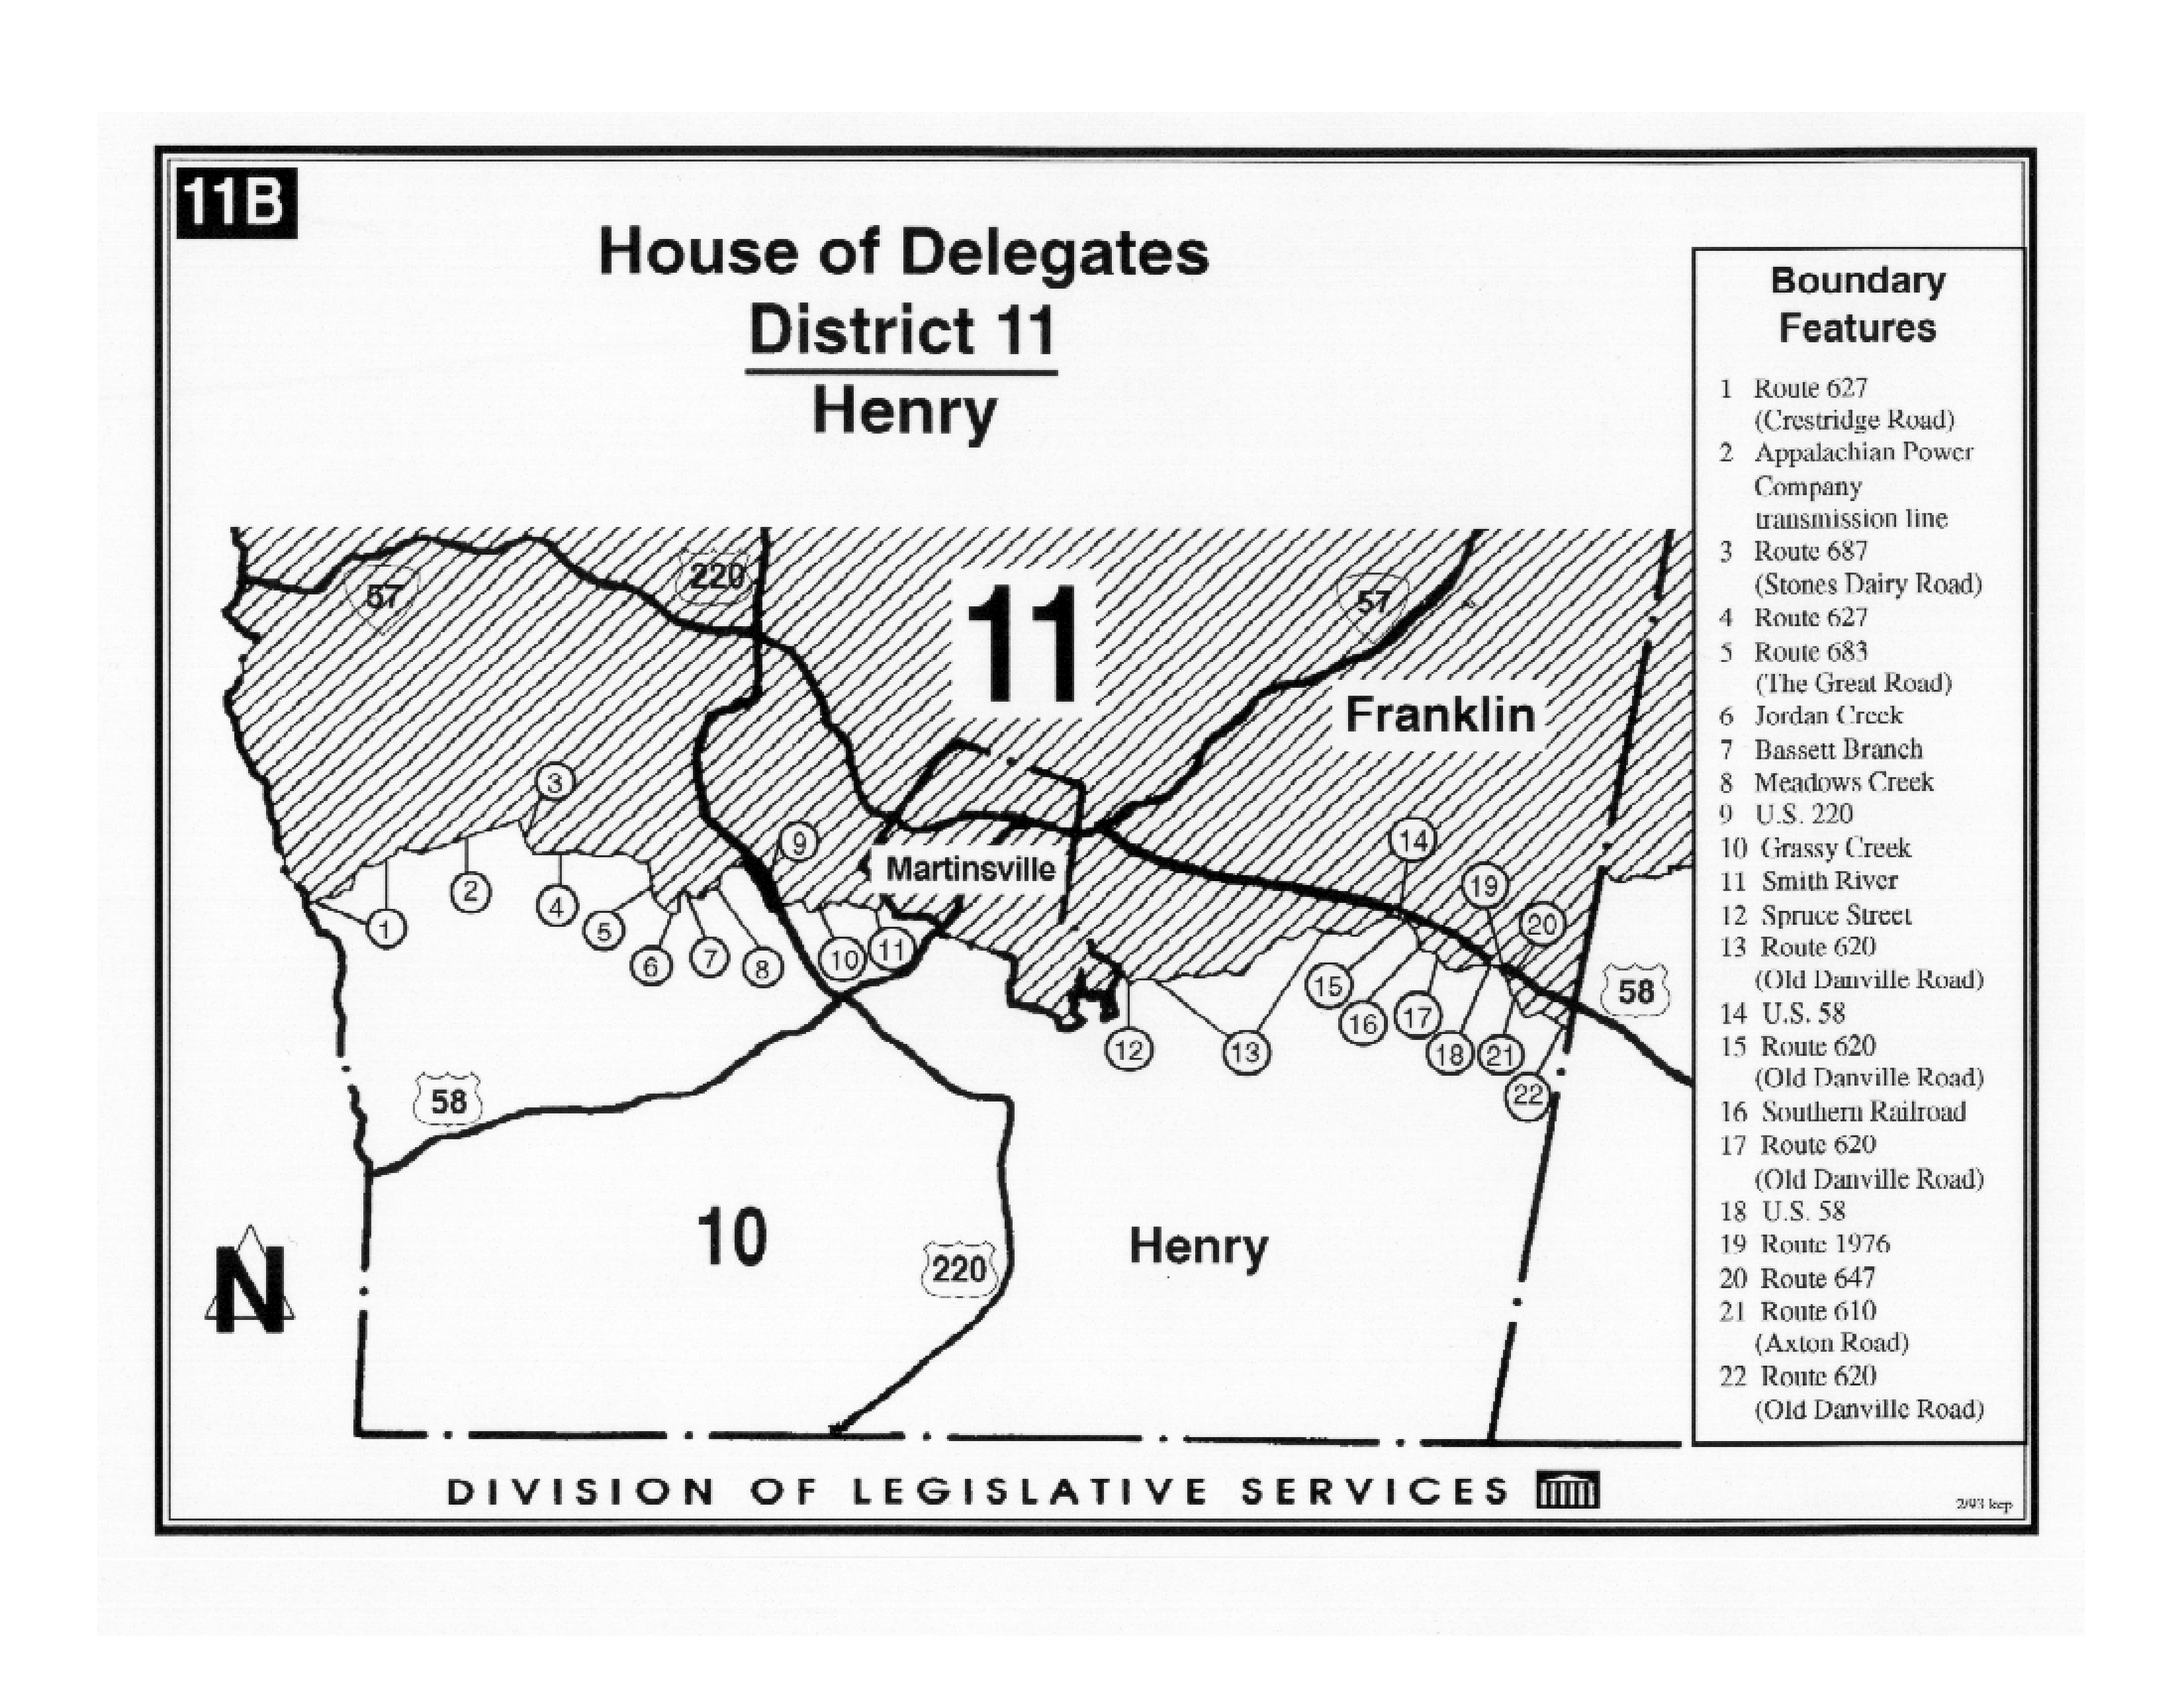 11B
House of Delegates
District 11
Henry
57
220
11
57
Franklin
3
9
14
Martinsville
19
1
2
4
5
6
7
8
10
11
20
12
13
15
16
17
18
21
22
58
58
10
220
Henry
N
Boundary
Features
1 Route 627
(Crestridge Road)
2 Appalachian Power
Company
transmission line
3 Route 687
(Stones Dairy Road)
4 Route 627
5 Route 683
(The Great Road)
6 Jordan Creek
7 Bassett Branch
8 Meadows Creek
9 U.S. 220
10 Grassy Creek
11 Smith River
12 Spruce Street
13 Route 620
(Old Danville Road)
14 U.S. 58
15 Route 620
(Old Danville Road)
16 Southern Railroad
17 Route 620
(Old Danville Road)
18 U.S. 58
19 Route 1976
20 Route 647
21 Route 610
(Axton Road)
22 Route 620
(Old Danville Road)
DIVISION OF LEGISLATIVE SERVICES
2/93 kcp